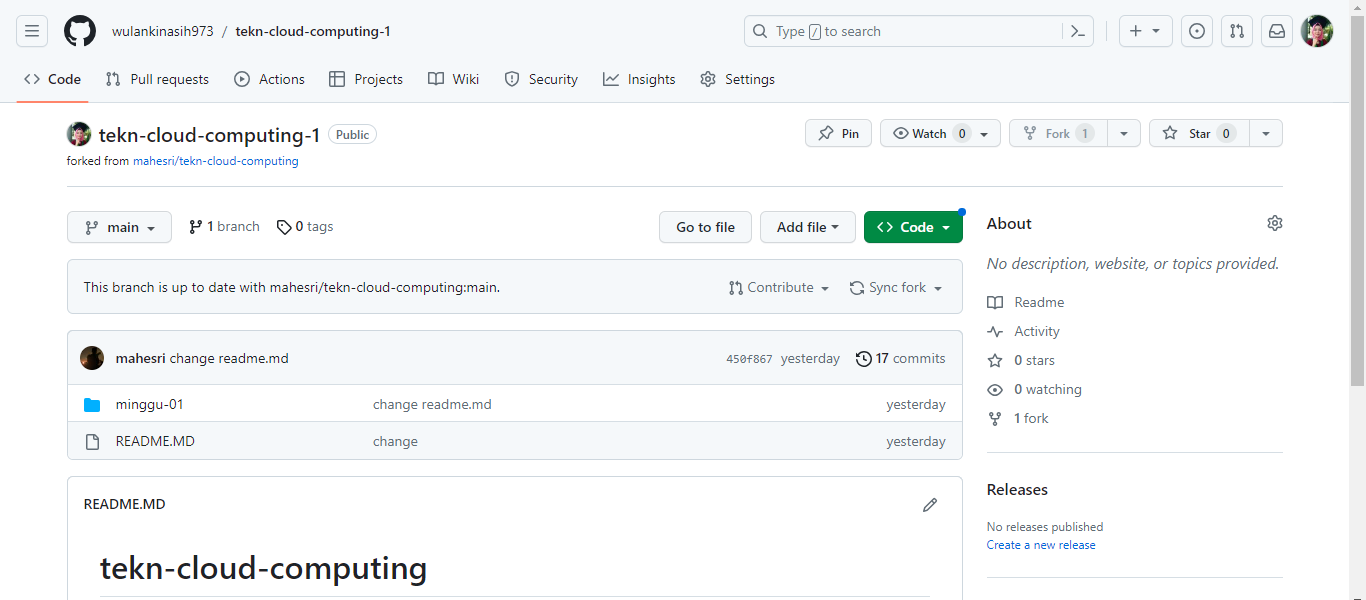 wulankinasih973 / tekn-cloud-computing-1
Type / to search
Code Pull requests Actions Projects Wiki Security Insights Settings
tekn-cloud-computing-1 Public
Pin Watch 0 Fork 1 Star 0
forked from mahesri/tekn-cloud-computing
main 1 branch 0 tags Go to file Add file Code
This branch is up to date with mahesri/tekn-cloud-computing:main. Contribute Sync fork
mahesri change readme.md 450f867 yesterday 17 commits
minggu-01 change readme.md yesterday
README.MD change yesterday
README.MD
tekn-cloud-computing
About
No description, website, or topics provided.
Readme
Activity
0 stars
0 watching
1 fork
Releases
No releases published
Create a new release